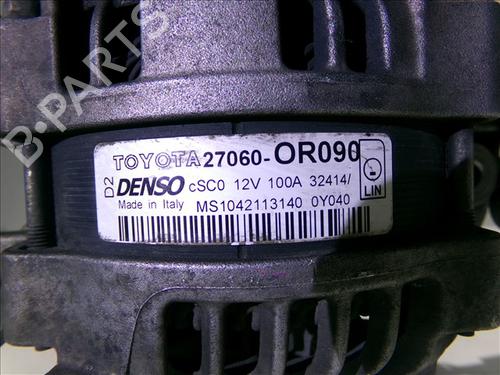 TOYOTA 27060-OR090
D2
DENSO cSC0 12V 100A 32414/
LIN
Made in Italy MS1042113140 0Y040
B-PARTS